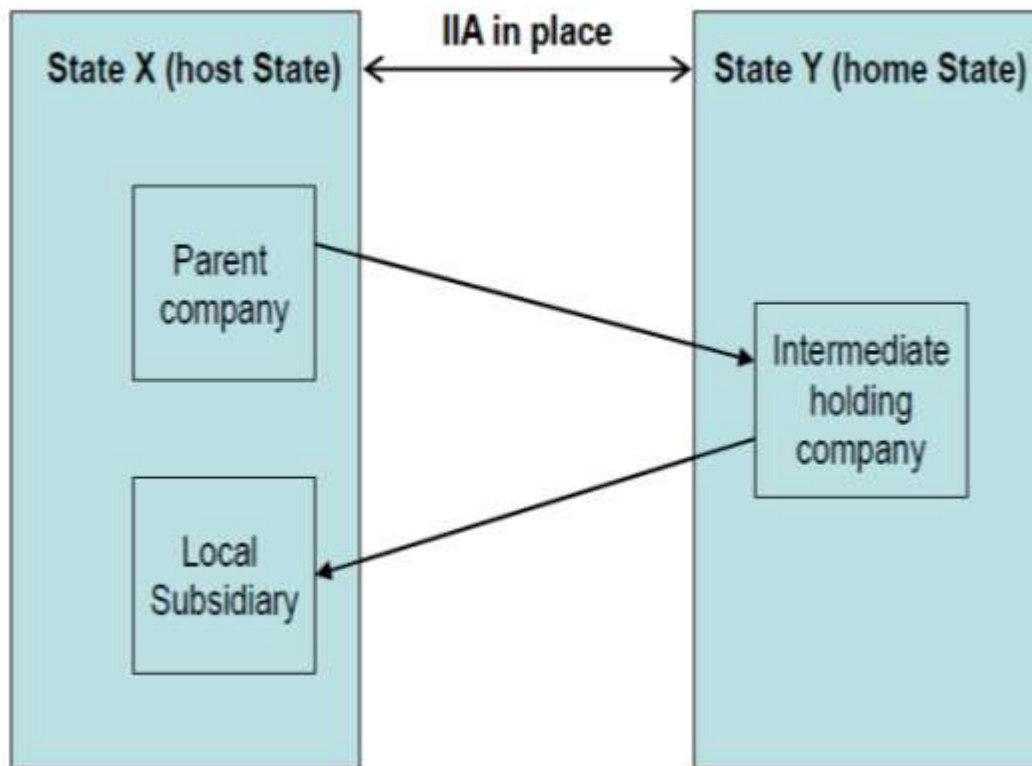 IIA in place
State X (host State)
State Y (home State)
Parent
company
Intermediate
holding
company
Local
Subsidiary